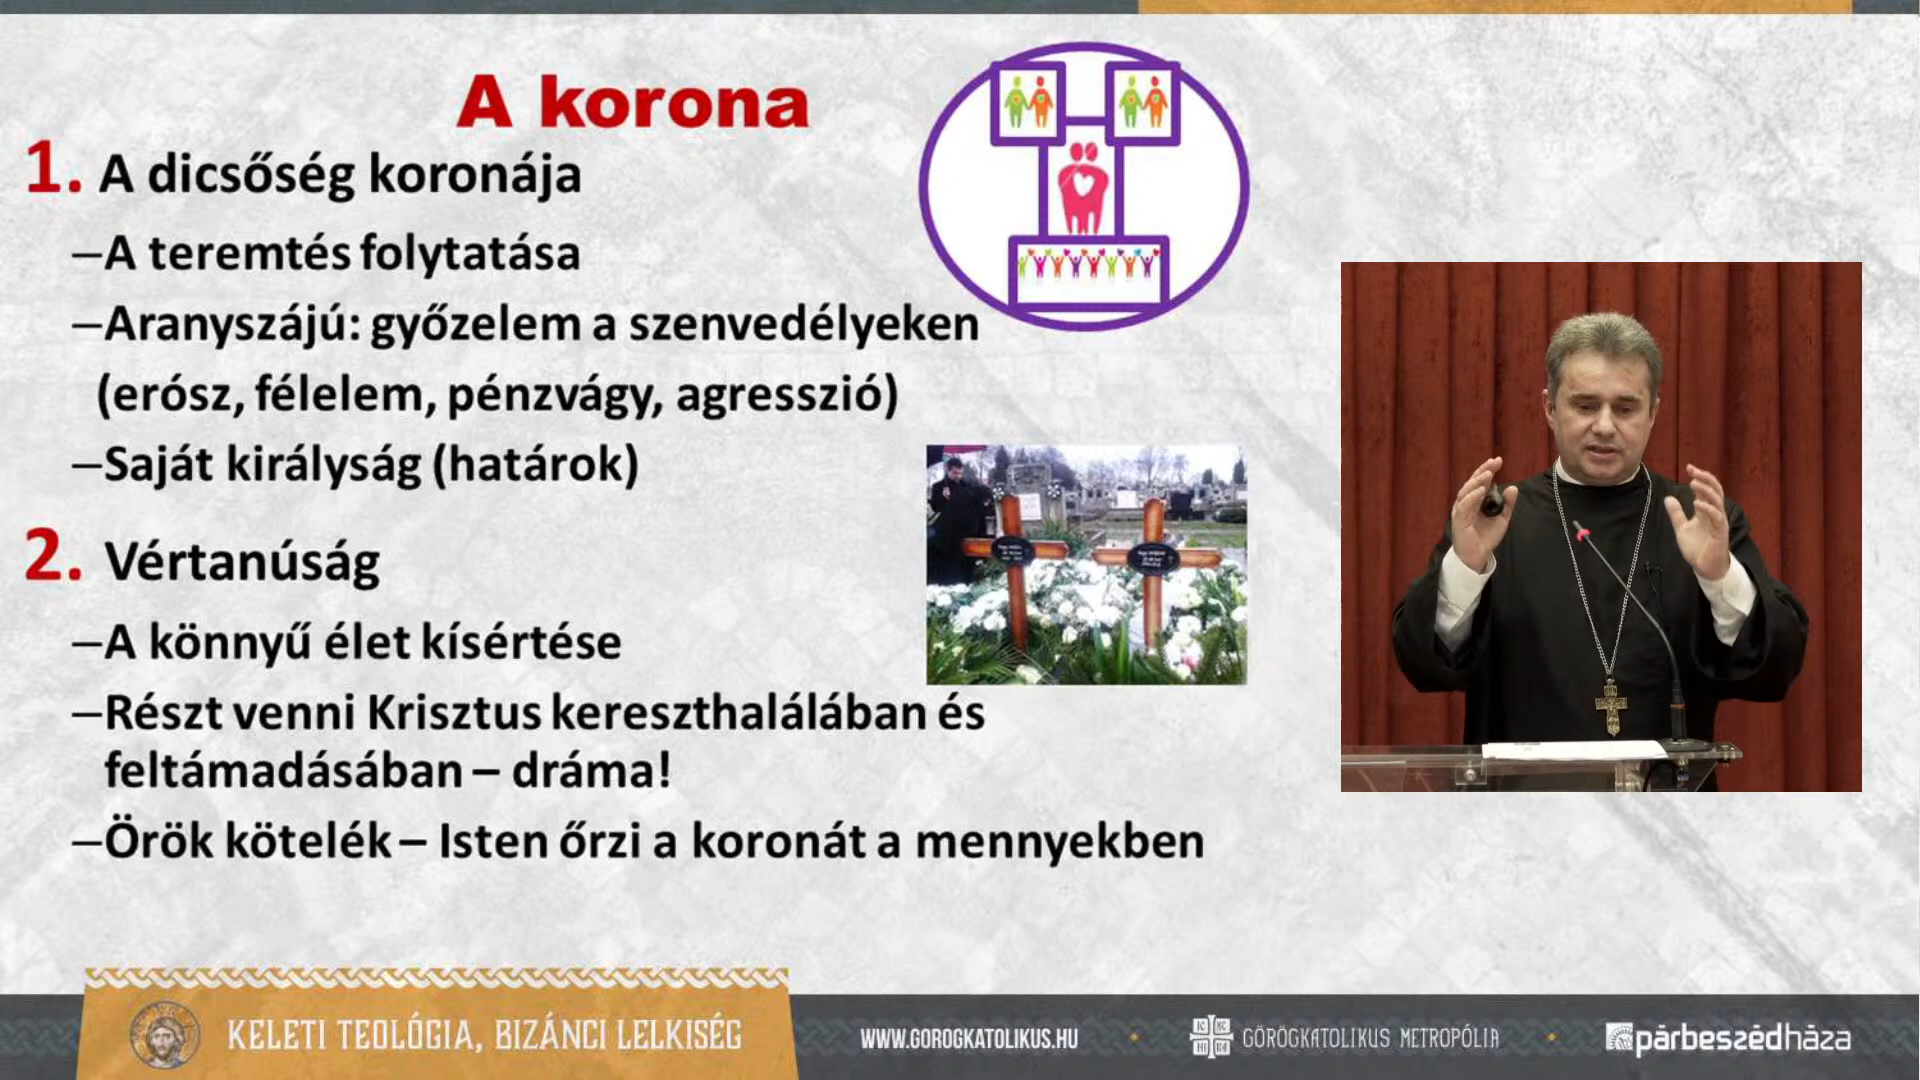 A korona
1. A dicsőség koronája
–A teremtés folytatása
–Aranyszájú: győzelem a szenvedélyeken
(erósz, félelem, pénzvágy, agresszió)
–Saját királyság (határok)
2. Vértanúság
–A könnyű élet kísértése
–Részt venni Krisztus kereszthalálában és
feltámadásában – dráma!
–Örök kötelék – Isten őrzi a koronát a mennyekben
KELETI TEOLÓGIA, BIZÁNCI LELKISÉG
WWW.GOROGKATOLIKUS.HU
GÖRÖGKATOLIKUS METROPÓLIA
párbeszédháza